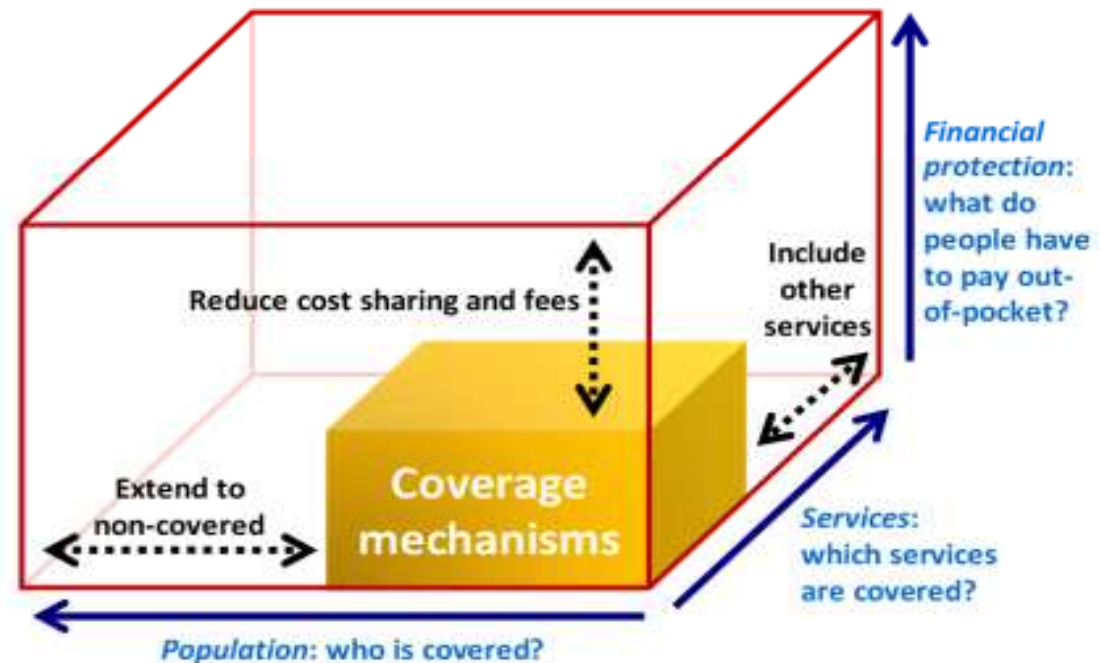 Financial
protection:
what do
people have
to pay out-
of-pocket?
Include
other
services
Reduce cost sharing and fees
Coverage
mechanisms
Extend to
non-covered
Services:
which services
are covered?
Population: who is covered?